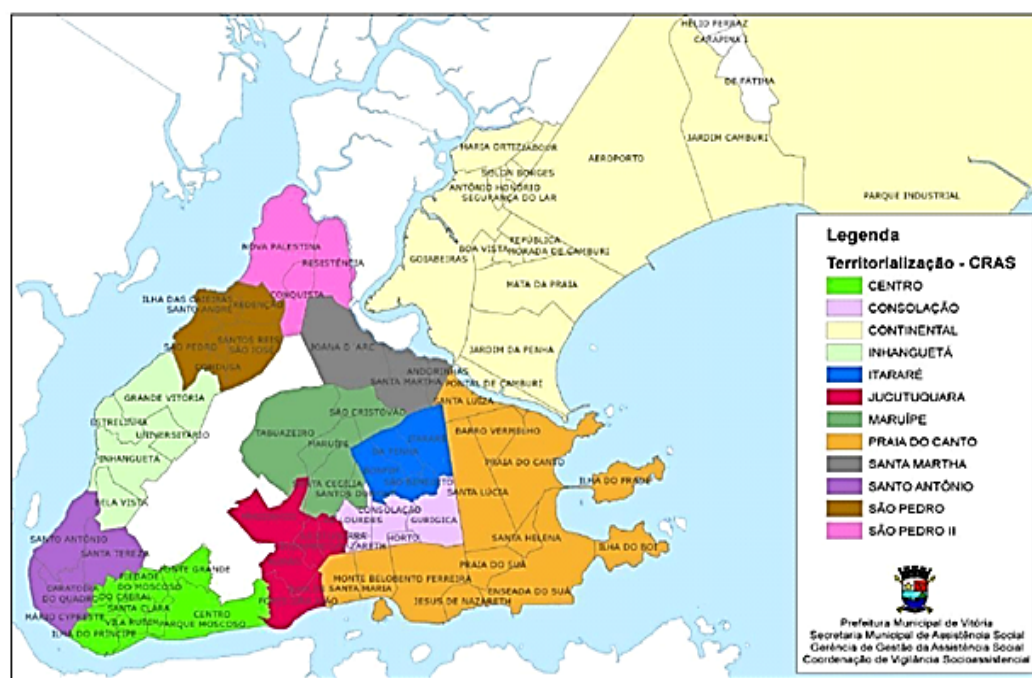 HÉLIO FERRAZ
CARAPINA I
DE FÁTIMA
JARDIM CAMBURI
AEROPORTO
PARQUE INDUSTRIAL
MARIA ORTIZ
JABOUR
SOLON BORGES
ANTÔNIO HONÓRIO
SEGURANÇA DO LAR
REPÚBLICA
BOA VISTA
MORADA DE CAMBURI
GOIABEIRAS
MATA DA PRAIA
JARDIM DA PENHA
PONTAL DE CAMBURI
NOVA PALESTINA
RESISTÊNCIA
CONQUISTA
ILHA DAS CAIEIRAS
SANTO ANDRÉ
REDENÇÃO
SANTOS REIS
SÃO PEDRO
SÃO JOSÉ
JOANA D´ARC
ANDORINHAS
SANTA MARTHA
SANTA LUÍZA
GRANDE VITÓRIA
ESTRELINHA
UNIVERSITÁRIO
INHANGUETÁ
BELA VISTA
SÃO CRISTOVÃO
TABUAZEIRO
MARUÍPE
ITARARÉ
DA PENHA
BONFIM
SÃO BENEDITO
SANTA CECÍLIA
BARRO VERMELHO
PRAIA DO CANTO
ILHA DO FRADE
SANTA LÚCIA
CONSOLAÇÃO
LOURDES
GURIGICA
HORTO
SANTA HELENA
ILHA DO BOI
PRAIA DO SUÁ
ENSEADA DO SUÁ
MONTE BELO
BENTO FERREIRA
SANTA MARIA
JESUS DE NAZARETH
SANTO ANTÔNIO
SANTA TEREZA
FONTE GRANDE
PIEDADE
DO MOSCOSO
DO QUADRO
DO CABRAL
SANTA CLARA
CENTRO
MÁRIO CYPRESTE
VILA RUBIM
PARQUE MOSCOSO
ILHA DO PRÍNCIPE
Legenda
Territorialização - CRAS
CENTRO
CONSOLAÇÃO
CONTINENTAL
INHANGUETÁ
ITARARÉ
JUCUTUQUARA
MARUÍPE
PRAIA DO CANTO
SANTA MARTHA
SANTO ANTÔNIO
SÃO PEDRO
SÃO PEDRO II
Prefeitura Municipal de Vitória
Secretaria Municipal de Assistência Social
Gerência de Gestão da Assistência Social
Coordenação de Vigilância Socioassistencial